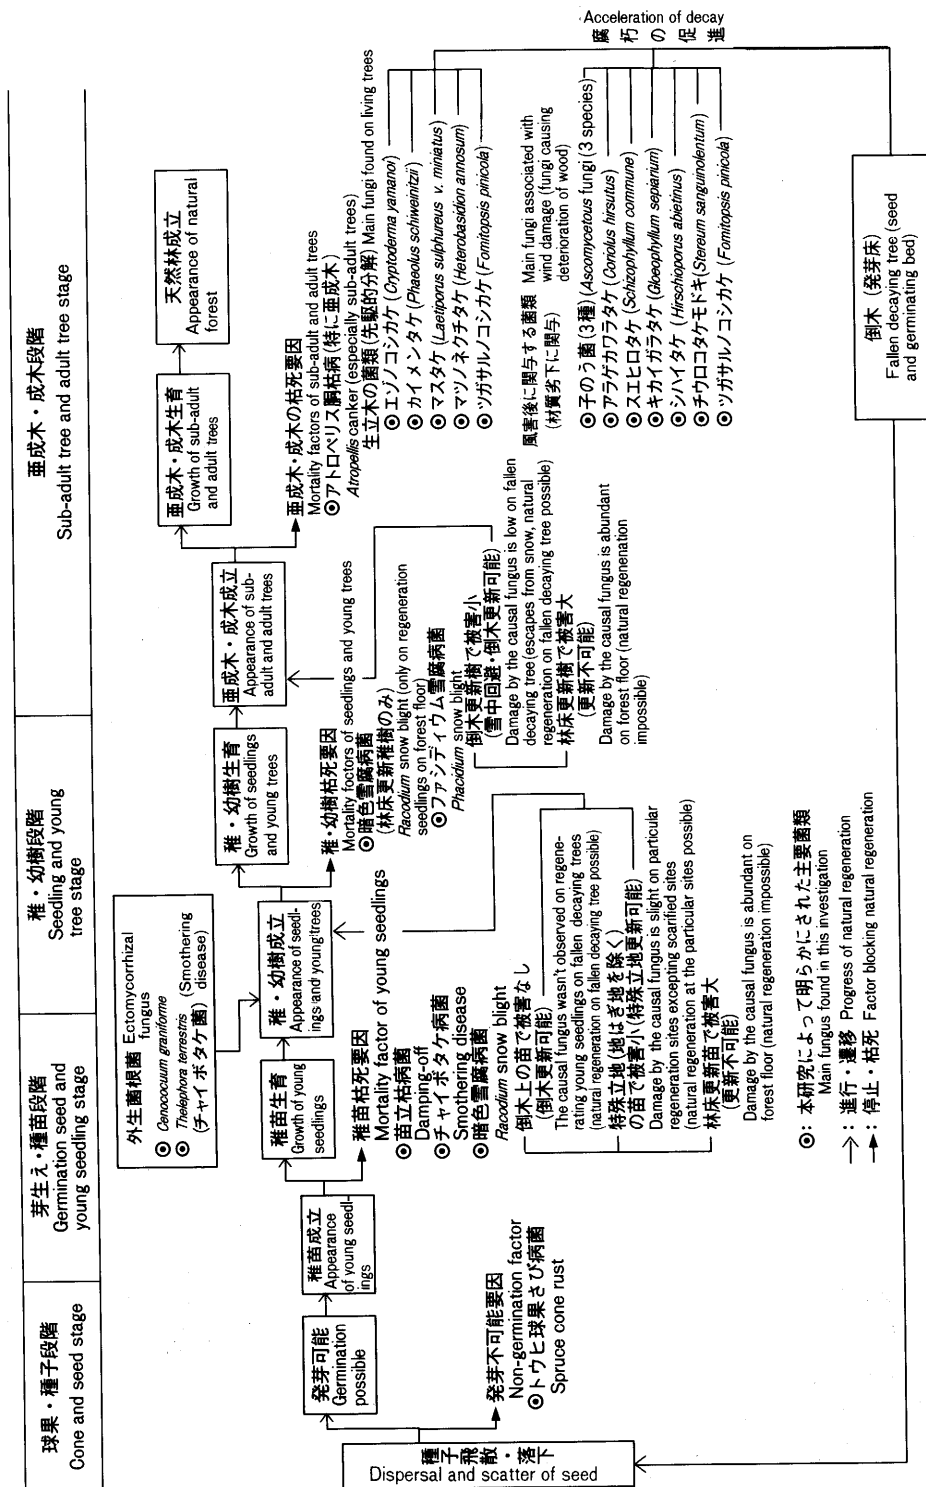 球果・種子段階
Cone and seed stage
芽生え・稚苗段階
Germination seed and
young seedling stage
稚・幼樹段階
Seedling and young
tree stage
亜成木・成木段階
Sub-adult tree and adult tree stage
種子飛散・落下
Dispersal and scatter of seed
発芽可能
Germination
possible
発芽不可能要因
Non-germination factor
◉トウヒ球果さび病菌
Spruce cone rust
稚苗成立
Appearance
of young seedl-
ings
外生菌根菌 Ectomycorrhizal
fungus
◉ Cenococuum graniforme
◉ Thelephora terrestris (Smothering
(チャイボタケ菌) disease)
稚苗生育
Growth of young
seedlings
稚苗枯死要因
Mortality factor of young seedlings
◉苗立枯病菌
Damping-off
◉チャイボタケ病菌
Smothering disease
◉暗色雪腐病菌
Racodium snow blight
倒木上の苗で被害なし
(倒木更新可能)
The causal fungus wasn't observed on regene-
rating young seedlings on fallen decaying trees
(natural regeneration on fallen decaying tree possible)
特殊立地(地はぎ地を除く)
の苗で被害小(特殊立地更新可能)
Damage by the causal fungus is slight on particular
regeneration sites excepting scarified sites
(natural regeneration at the particular sites possible)
林床更新苗で被害大
(更新不可能)
Damage by the causal fungus is abundant on
forest floor (natural regeneration impossible)
稚・幼樹成立
Appearance of seedl-
ings and young trees
稚・幼樹生育
Growth of seedlings
and young trees
稚・幼樹枯死要因
Mortality foctors of seedlings and young trees
◉暗色雪腐病菌
(林床更新稚樹のみ)
Racodium snow blight (only on regeneration
seedlings on forest floor)
◉ファシディウム雪腐病菌
Phacidium snow blight
倒木更新樹で被害小
(雪中回避・倒木更新可能)
Damage by the causal fungus is low on fallen
decaying tree (escapes from snow, natural
regeneration on fallen decaying tree possible)
林床更新樹で被害大
(更新不可能)
Damage by the causal fungus is abundant
on forest floor (natural regenenation
impossible)
亜成木・成木成立
Appearance of sub-
adult and adult trees
亜成木・成木生育
Growth of sub-adult
and adult trees
天然林成立
Appearance of natural
forest
亜成木・成木の枯死要因
Mortality factors of sub-adult and adult trees
◉アトロペリス胴枯病(特に亜成木)
Atropellis canker (especially sub-adult trees)
生立木の菌類(先駆的分解) Main fungi found on living trees
◉エゾノコシカケ (Cryptoderma yamanoi)
◉カイメンタケ (Phaeolus schiweinitzii)
◉マスタケ (Laetiporus sulphureus v. miniatus)
◉マツノネクチタケ (Heterobasidion annosum)
◉ツガサルノコシカケ (Fomitopsis pinicola)
風害後に関与する菌類 Main fungi associated with
(材質劣下に関与) wind damage (fungi causing
deterioration of wood)
◉子のう菌 (3種) (Ascomycetous fungi (3 species)
◉アラゲカワラタケ (Coriolus hirsutus)
◉スエヒロタケ (Schizophyllum commune)
◉キカイガラタケ (Gleophyllum sepiarium)
◉シハイタケ (Hirschioporus abietinus)
◉チウロコタケモドキ (Stereum sanguinolentum)
◉ツガサルノコシカケ (Fomitopsis pinicola)
Acceleration of decay
腐朽の促進
倒木(発芽床)
Fallen decaying tree (seed
and germinating bed)
◉: 本研究によって明らかにされた主要菌類
Main fungus found in this investigation
→: 進行・遷移 Progress of natural regeneration
→: 停止・枯死 Factor blocking natural regeneration